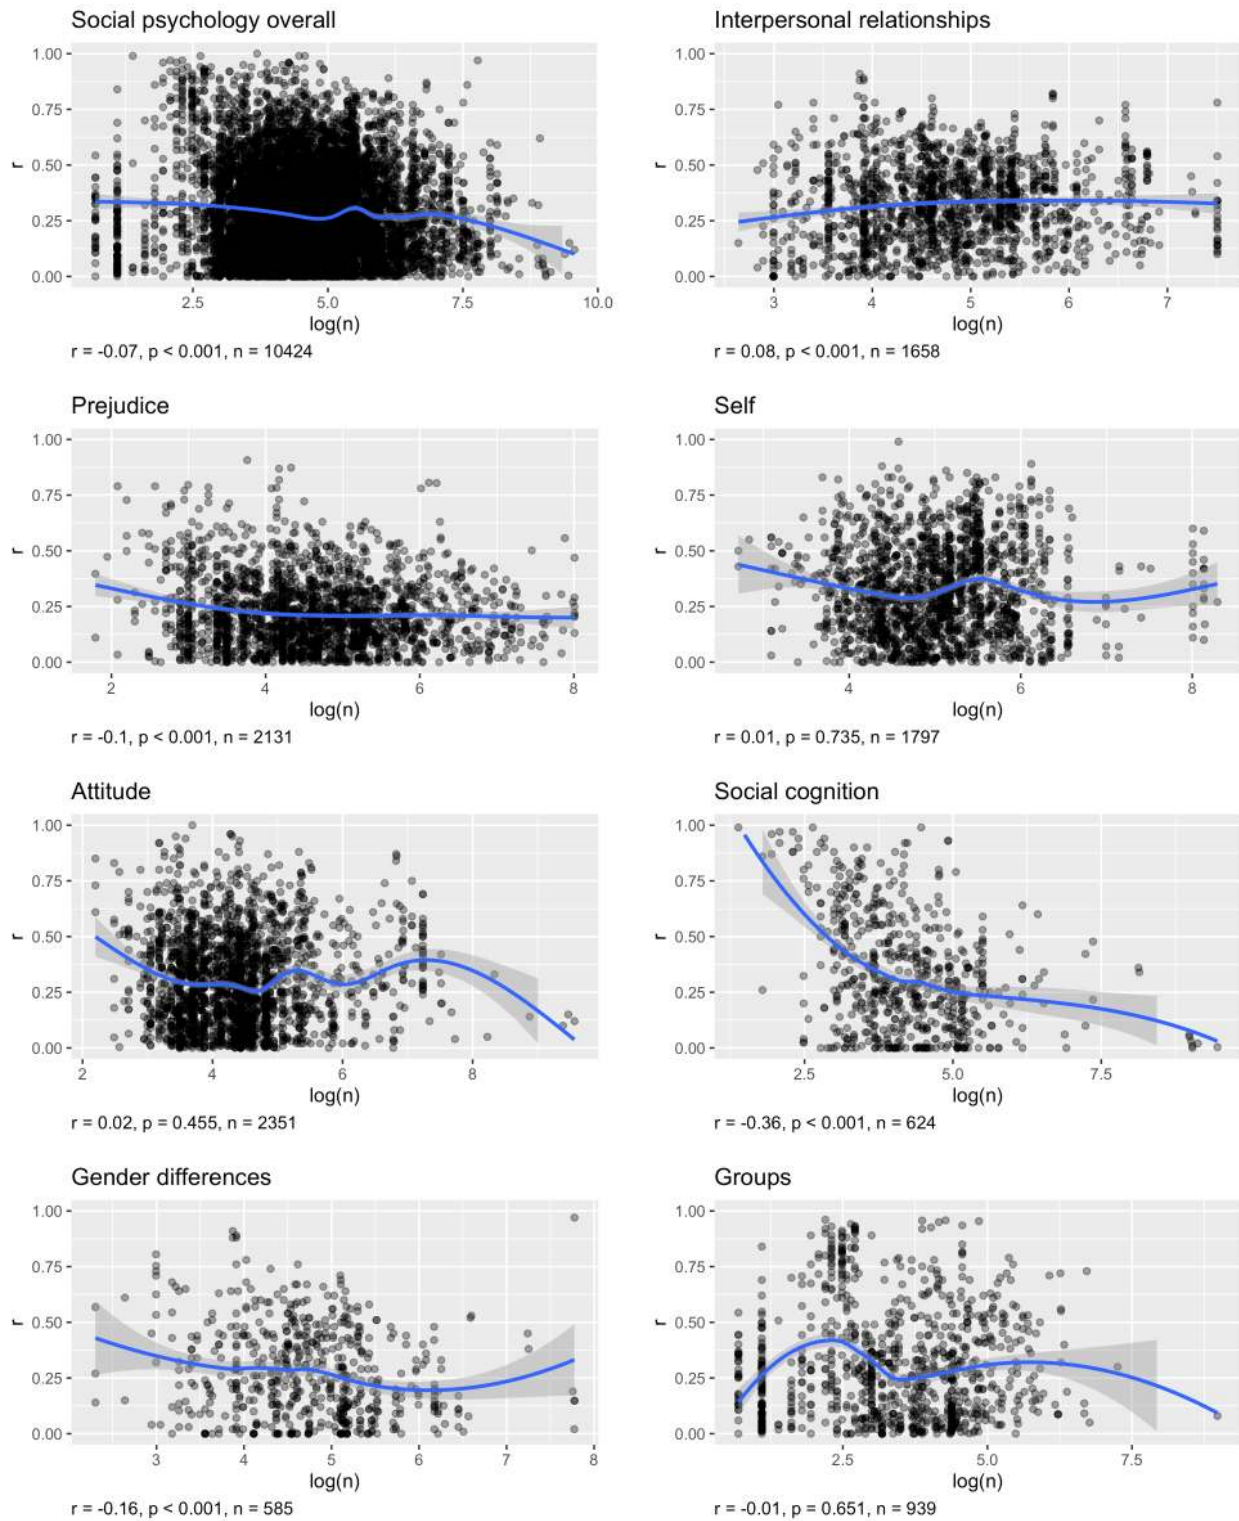 Social psychology overall
1.00
0.75
0.50
0.25
0.00
r
2.5 5.0 7.5 10.0
log(n)
r = -0.07, p < 0.001, n = 10424
Interpersonal relationships
1.00
0.75
0.50
0.25
0.00
r
3 4 5 6 7
log(n)
r = 0.08, p < 0.001, n = 1658
Prejudice
1.00
0.75
0.50
0.25
0.00
r
2 4 6 8
log(n)
r = -0.1, p < 0.001, n = 2131
Self
1.00
0.75
0.50
0.25
0.00
r
4 6 8
log(n)
r = 0.01, p = 0.735, n = 1797
Attitude
1.00
0.75
0.50
0.25
0.00
r
2 4 6 8
log(n)
r = 0.02, p = 0.455, n = 2351
Social cognition
1.00
0.75
0.50
0.25
0.00
r
2.5 5.0 7.5
log(n)
r = -0.36, p < 0.001, n = 624
Gender differences
1.00
0.75
0.50
0.25
0.00
r
3 4 5 6 7 8
log(n)
r = -0.16, p < 0.001, n = 585
Groups
1.00
0.75
0.50
0.25
0.00
r
2.5 5.0 7.5
log(n)
r = -0.01, p = 0.651, n = 939